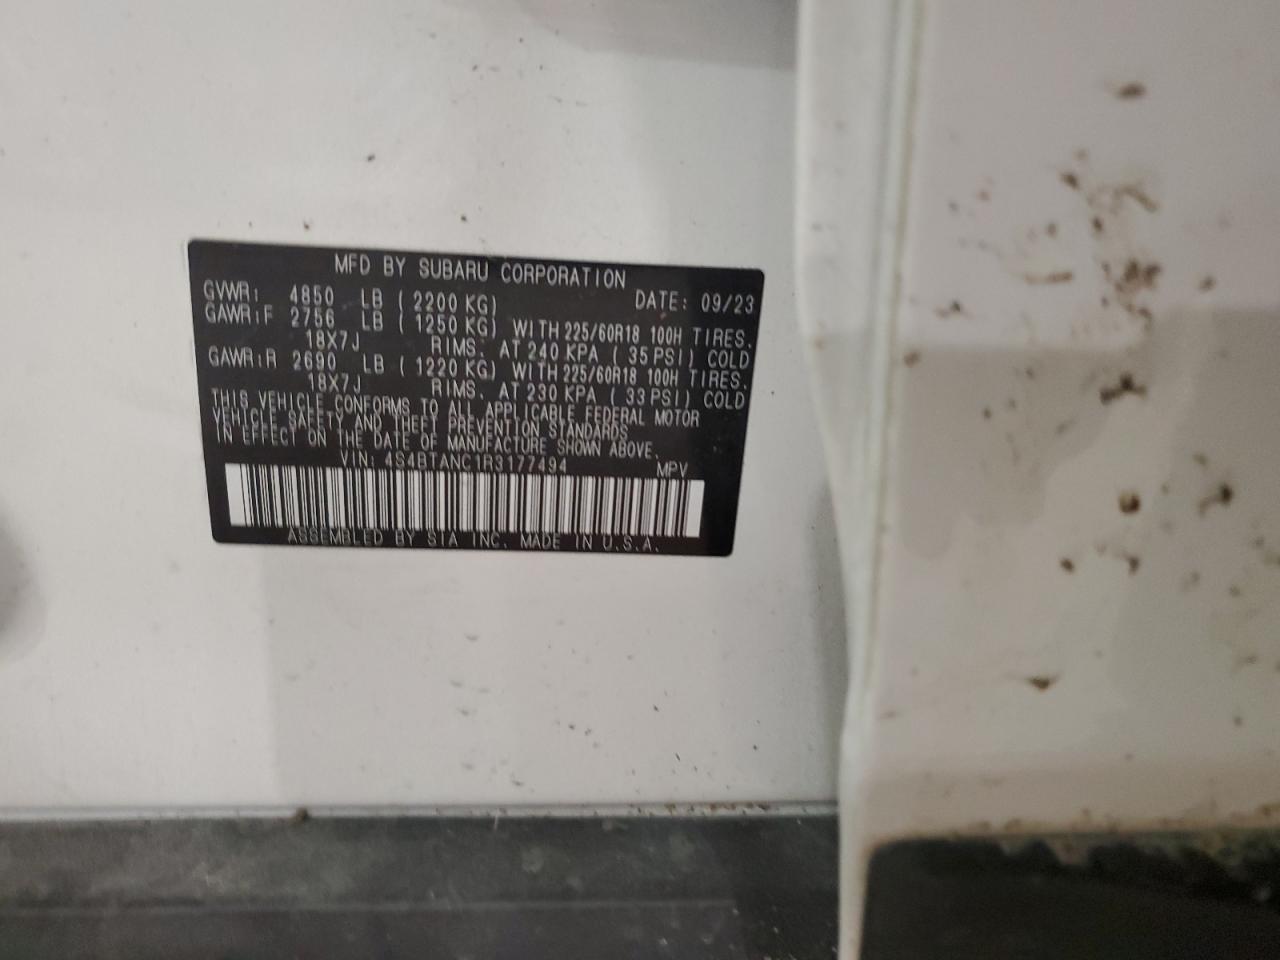 MFD BY SUBARU CORPORATION
GVWR: 4850 LB ( 2200 KG) DATE: 09/23
GAWR:F 2756 LB ( 1250 KG) WITH 225/60R18 100H TIRES.
18X7J RIMS. AT 240 KPA ( 35 PSI) COLD
GAWR:R 2690 LB ( 1220 KG) WITH 225/60R18 100H TIRES.
18X7J RIMS. AT 230 KPA ( 33 PSI) COLD
THIS VEHICLE CONFORMS TO ALL APPLICABLE FEDERAL MOTOR
VEHICLE SAFETY AND THEFT PREVENTION STANDARDS
IN EFFECT ON THE DATE OF MANUFACTURE SHOWN ABOVE.
VIN: 4S4BTANC1R3177494 MPV
ASSEMBLED BY SIA INC. MADE IN U.S.A.